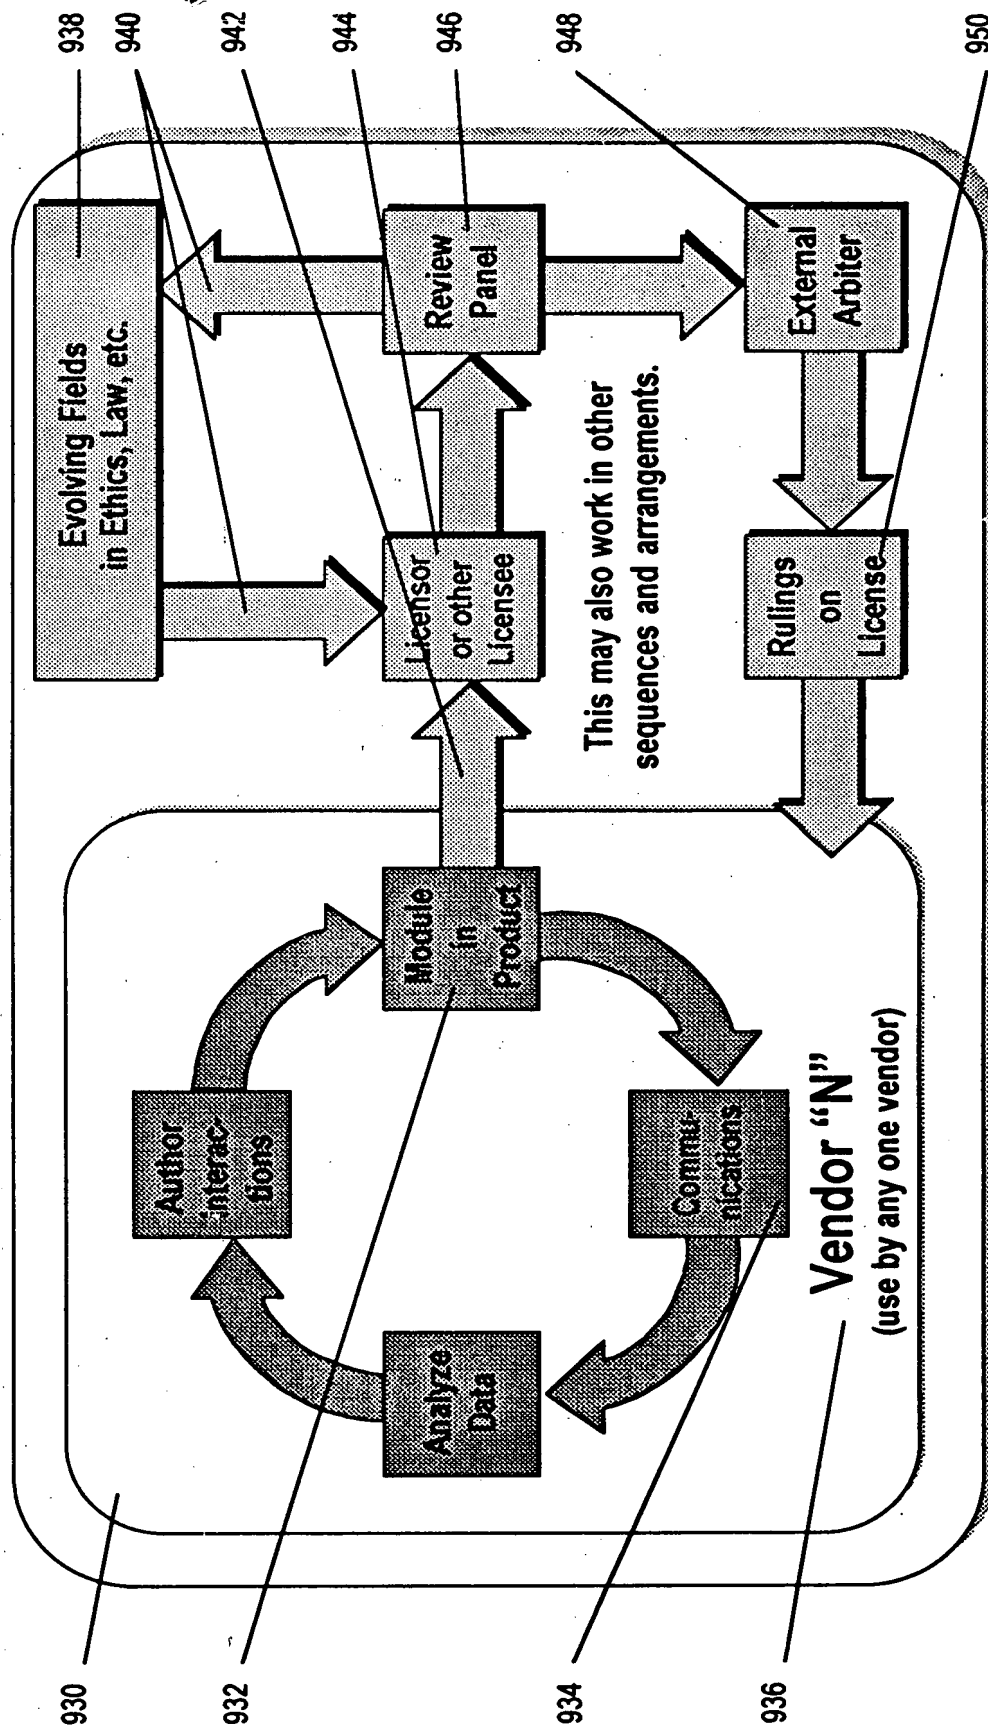 938
940
942
944
946
948
950
Evolving Fields
in Ethics, Law, etc.
Author
interac-
tions
Module
in
Product
Licensor
or other
Licensee
Review
Panel
Analyze
Data
Commu-
nications
This may also work in other
sequences and arrangements.
Rulings
on
License
External
Arbiter
Vendor “N”
(use by any one vendor)
930
932
934
936